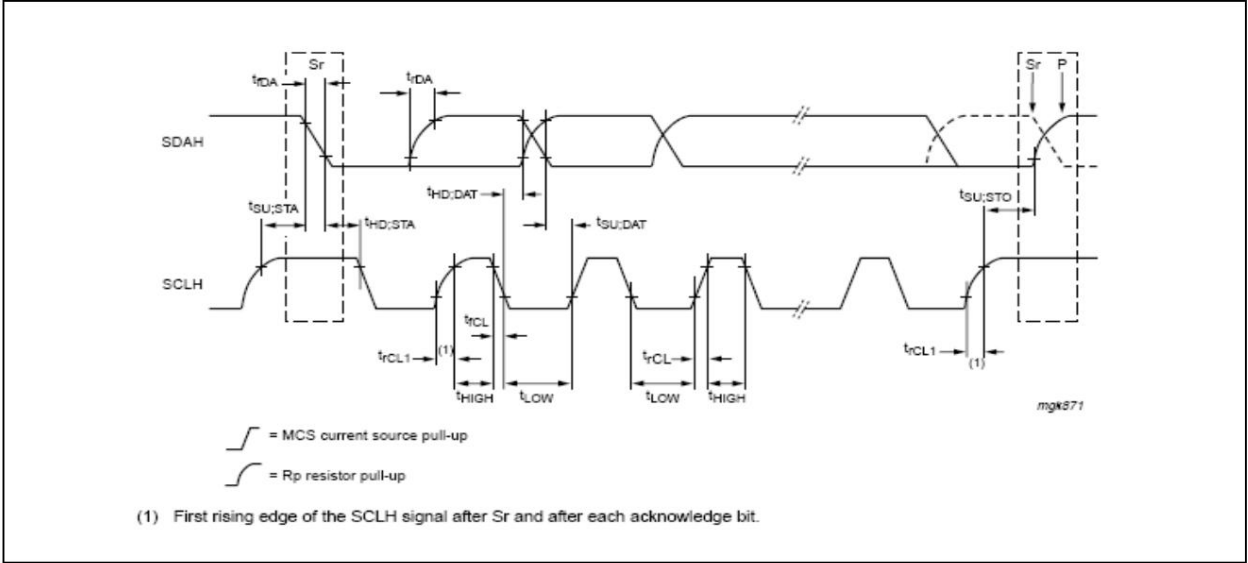 Sr
tfDA
trDA
Sr P
SDAH
tHD;DAT
tSU;STA
tHD;STA
tSU;DAT
tSU;STO
SCLH
tfCL
trCL1
(1)
trCL
trCL1
(1)
tHIGH
tLOW
tLOW
tHIGH
mgk871
= MCS current source pull-up
= Rp resistor pull-up
(1) First rising edge of the SCLH signal after Sr and after each acknowledge bit.